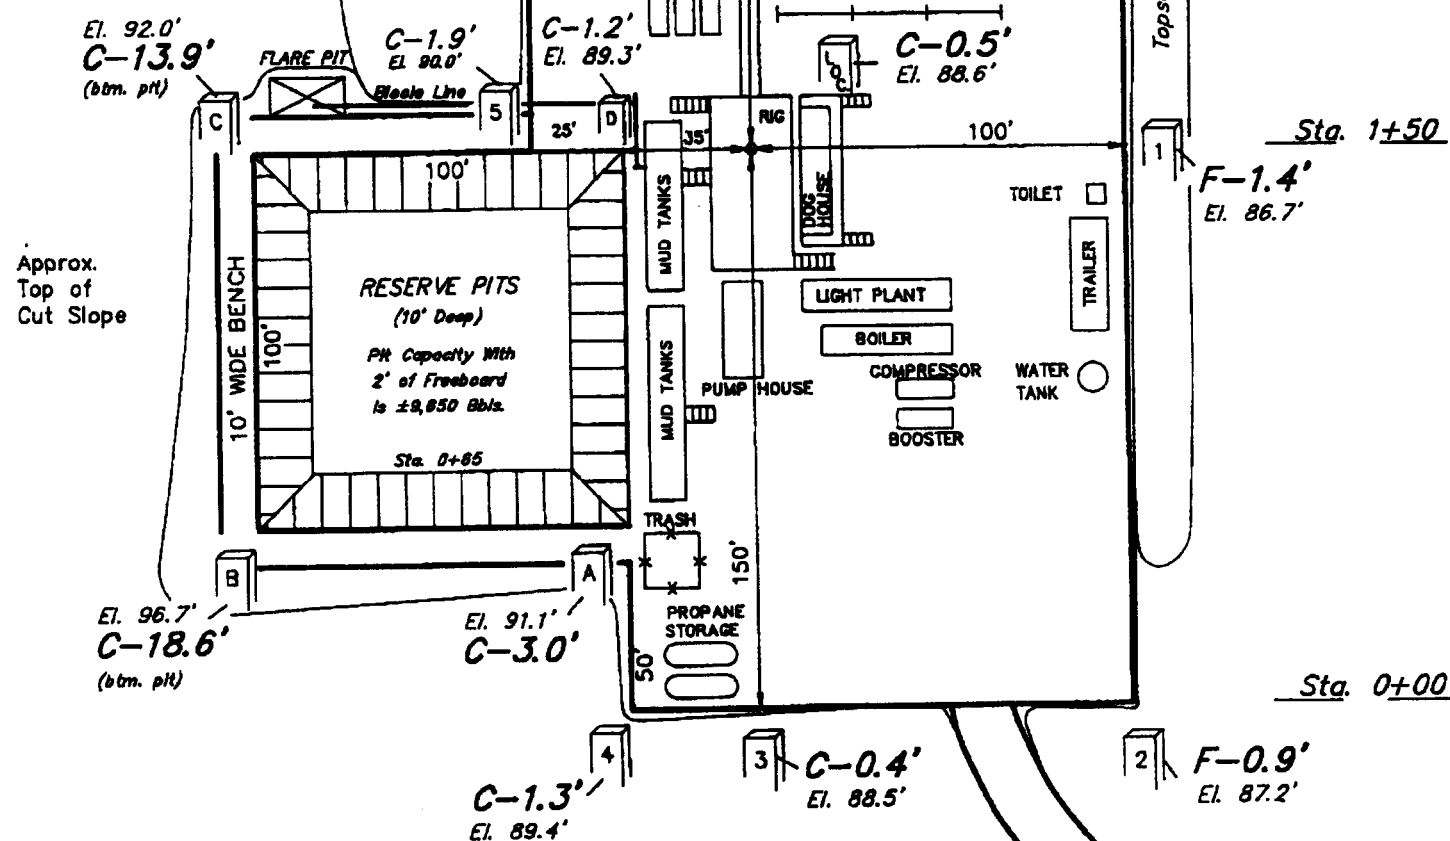 El. 92.0'
C-13.9'
(btm. pit)
FLARE PIT
C-1.9'
El. 90.0'
Bleole Line
C-1.2'
El. 89.3'
C-0.5'
El. 88.6'
LOC.
Tops
C
5
D
25'
35'
RIG
100'
1
Sta. 1+50
F-1.4'
El. 86.7'
100'
MUD TANKS
DOG
HOUSE
TOILET
TRAILER
Approx.
Top of
Cut Slope
10' WIDE BENCH
100'
RESERVE PITS
(10' Deep)
Pit Capacity With
2' of Freeboard
is ±9,650 Bbls.
Sta. 0+65
LIGHT PLANT
BOILER
COMPRESSOR
PUMP HOUSE
WATER
TANK
MUD TANKS
BOOSTER
TRASH
150'
B
A
El. 96.7'
C-18.6'
(btm. pit)
El. 91.1'
C-3.0'
PROPANE
STORAGE
50'
Sta. 0+00
4
3
2
C-1.3'
El. 89.4'
C-0.4'
El. 88.5'
F-0.9'
El. 87.2'